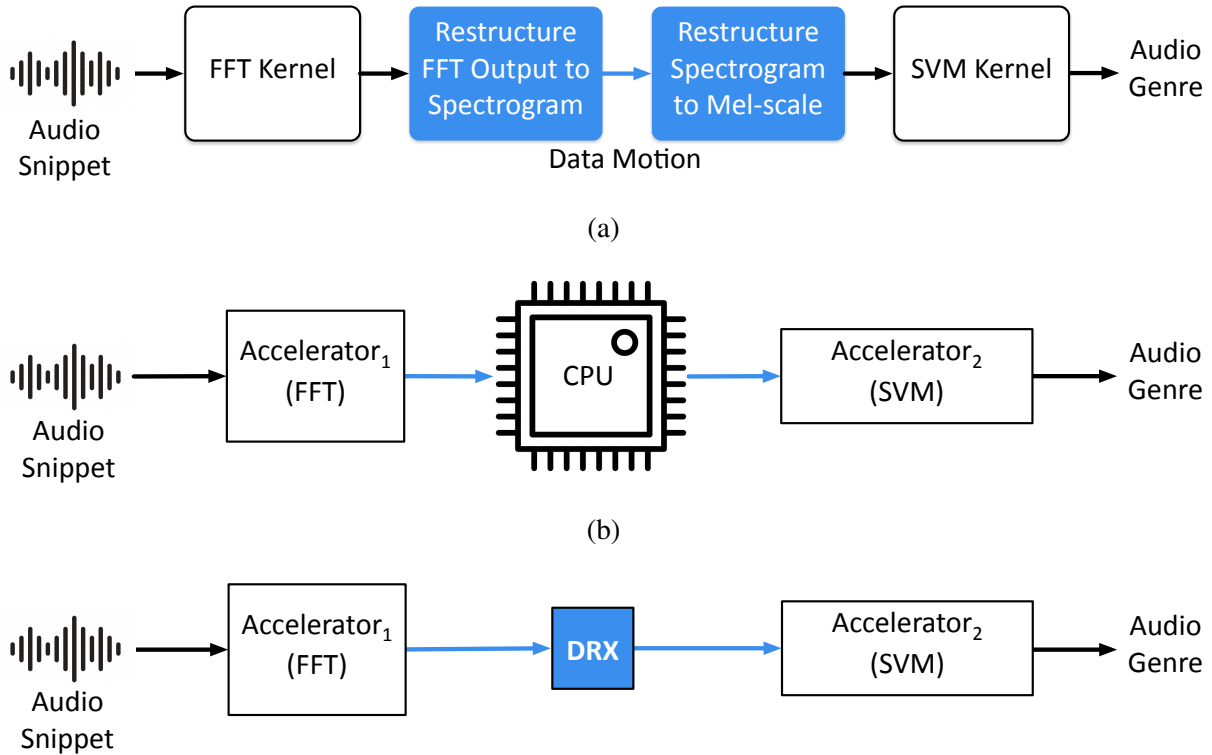 Audio
Snippet
FFT Kernel
Restructure
FFT Output to
Spectrogram
Restructure
Spectrogram
to Mel-scale
SVM Kernel
Audio
Genre
Data Motion
(a)
Audio
Snippet
Accelerator1
(FFT)
CPU
Accelerator2
(SVM)
Audio
Genre
(b)
Audio
Snippet
Accelerator1
(FFT)
DRX
Accelerator2
(SVM)
Audio
Genre